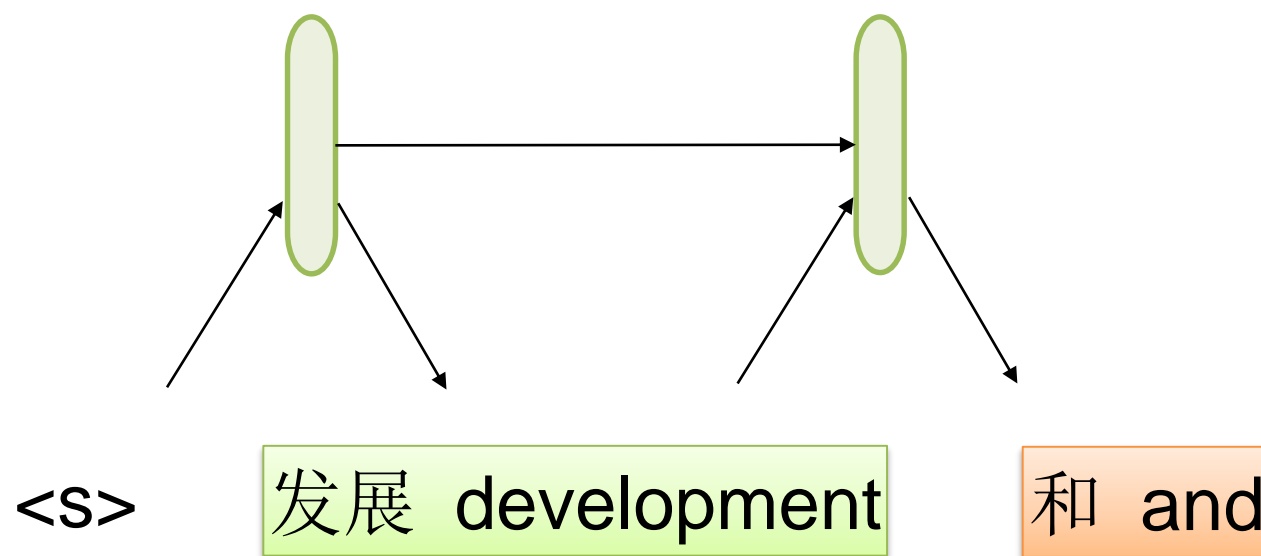 <s> 发展 development 和 and